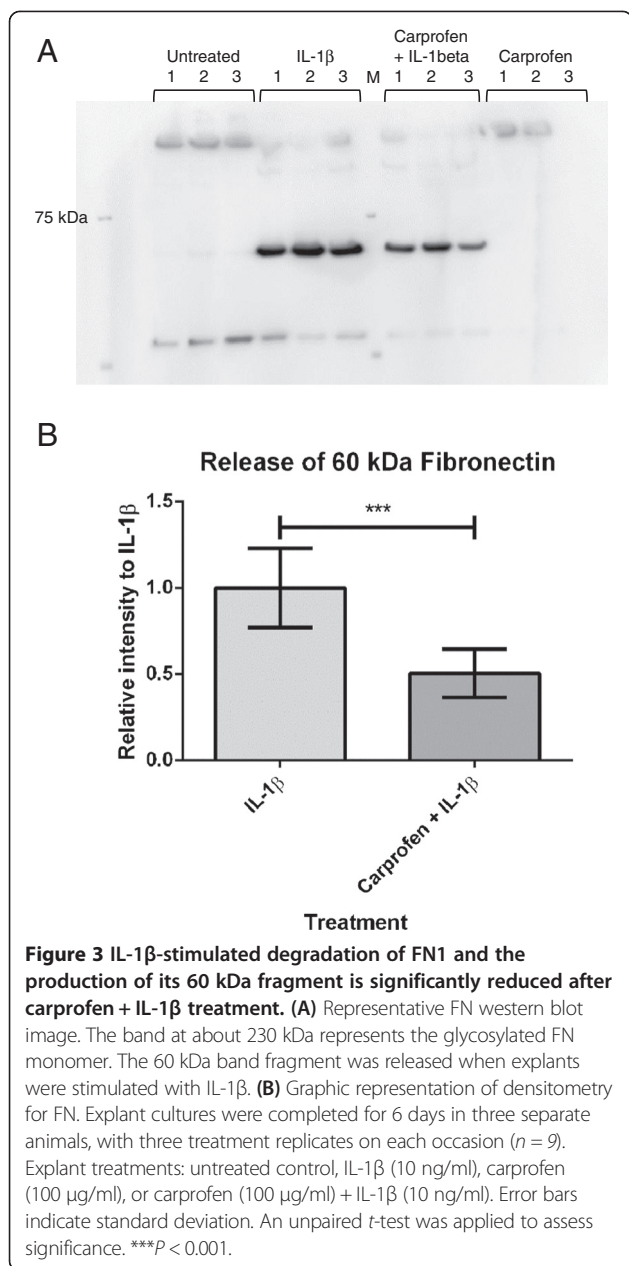 A
Untreated
1 2 3
IL-1β
1 2 3
M
Carprofen
+ IL-1beta
1 2 3
Carprofen
1 2 3
75 kDa
B
Release of 60 kDa Fibronectin
Relative intensity to IL-1β
1.5
1.0
0.5
0.0
***
IL-1β
Carprofen + IL-1β
Treatment
Figure 3 IL-1β-stimulated degradation of FN1 and the
production of its 60 kDa fragment is significantly reduced after
carprofen + IL-1β treatment. (A) Representative FN western blot
image. The band at about 230 kDa represents the glycosylated FN
monomer. The 60 kDa band fragment was released when explants
were stimulated with IL-1β. (B) Graphic representation of densitometry
for FN. Explant cultures were completed for 6 days in three separate
animals, with three treatment replicates on each occasion (n = 9).
Explant treatments: untreated control, IL-1β (10 ng/ml), carprofen
(100 μg/ml), or carprofen (100 μg/ml) + IL-1β (10 ng/ml). Error bars
indicate standard deviation. An unpaired t-test was applied to assess
significance. ***P < 0.001.